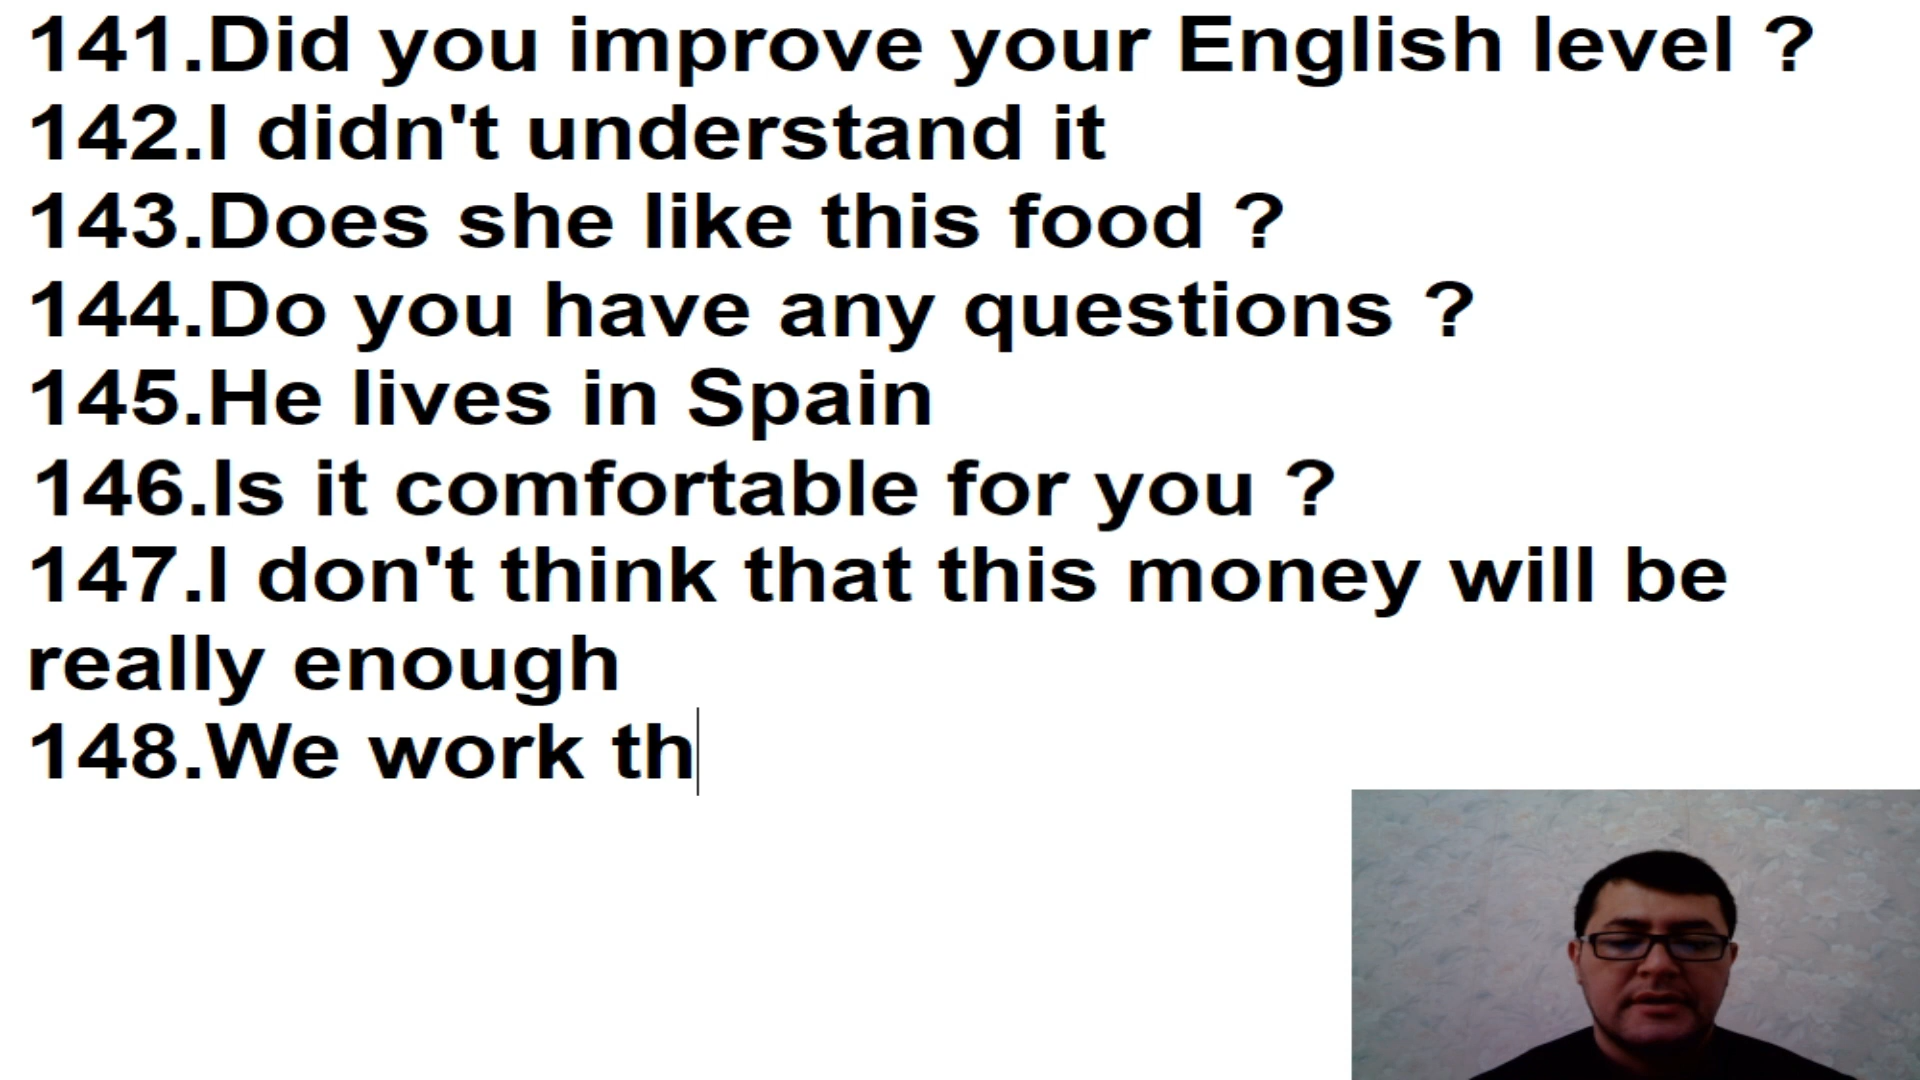 141.Did you improve your English level ?
142.I didn't understand it
143.Does she like this food ?
144.Do you have any questions ?
145.He lives in Spain
146.Is it comfortable for you ?
147.I don't think that this money will be
really enough
148.We work th